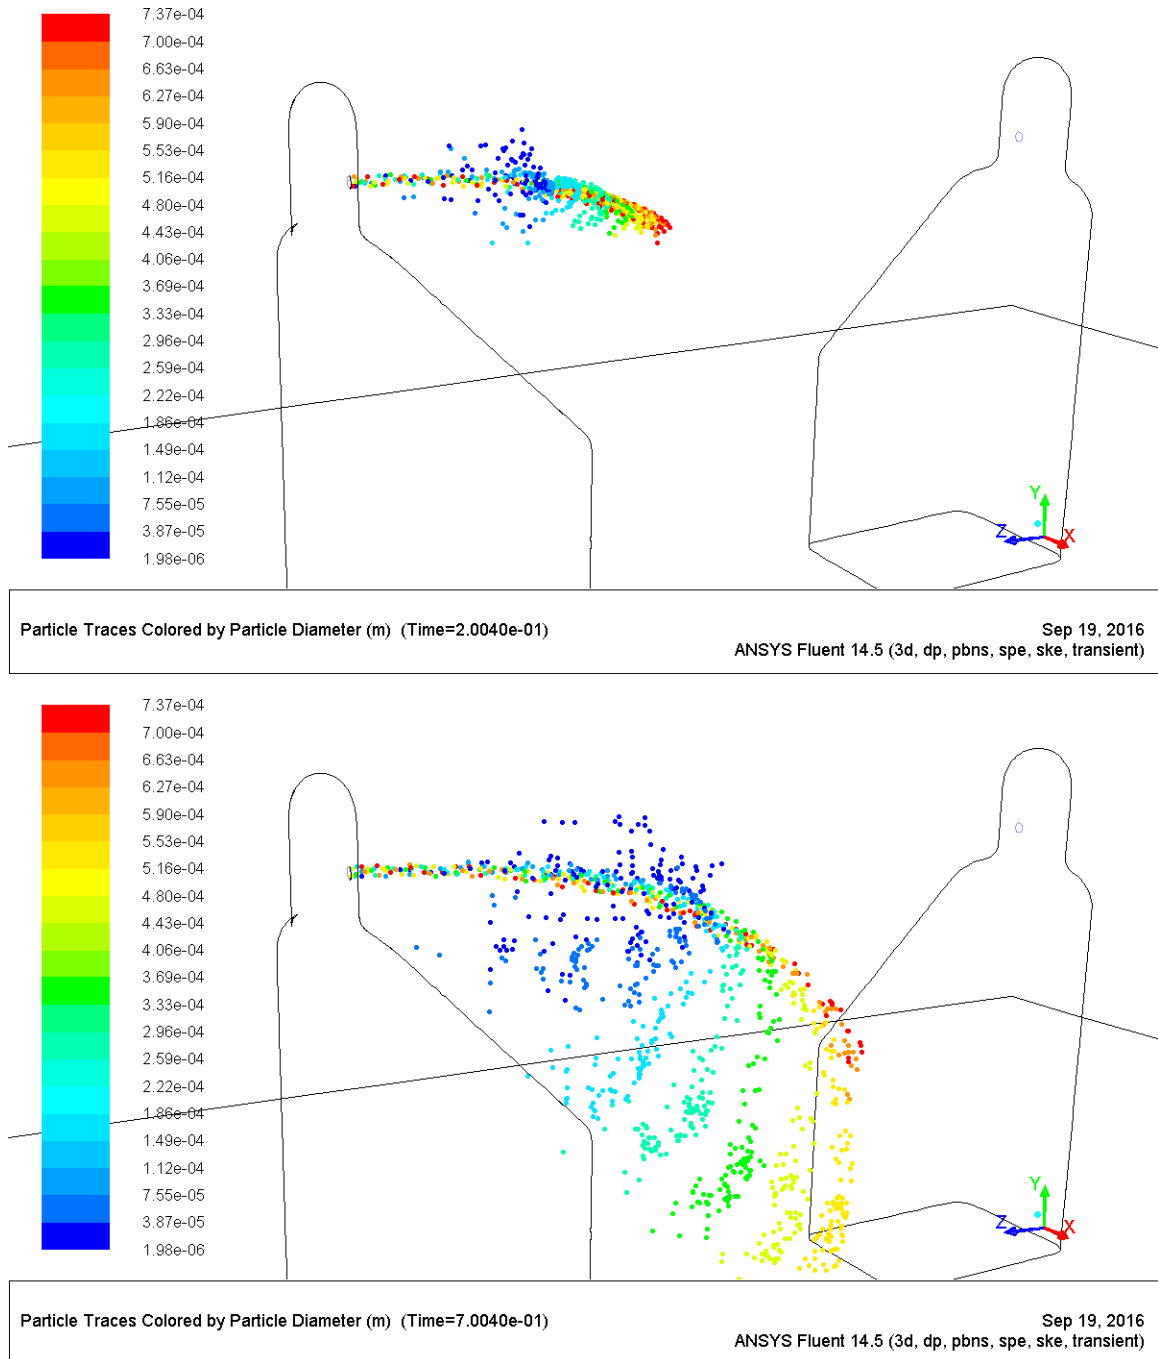 7.37e-04
7.00e-04
6.63e-04
6.27e-04
5.90e-04
5.53e-04
5.16e-04
4.80e-04
4.43e-04
4.06e-04
3.69e-04
3.33e-04
2.96e-04
2.59e-04
2.22e-04
1.86e-04
1.49e-04
1.12e-04
7.55e-05
3.87e-05
1.98e-06
Y
Z
X
Particle Traces Colored by Particle Diameter (m) (Time=2.0040e-01)
Sep 19, 2016
ANSYS Fluent 14.5 (3d, dp, pbns, spe, ske, transient)
7.37e-04
7.00e-04
6.63e-04
6.27e-04
5.90e-04
5.53e-04
5.16e-04
4.80e-04
4.43e-04
4.06e-04
3.69e-04
3.33e-04
2.96e-04
2.59e-04
2.22e-04
1.86e-04
1.49e-04
1.12e-04
7.55e-05
3.87e-05
1.98e-06
Y
Z
X
Particle Traces Colored by Particle Diameter (m) (Time=7.0040e-01)
Sep 19, 2016
ANSYS Fluent 14.5 (3d, dp, pbns, spe, ske, transient)